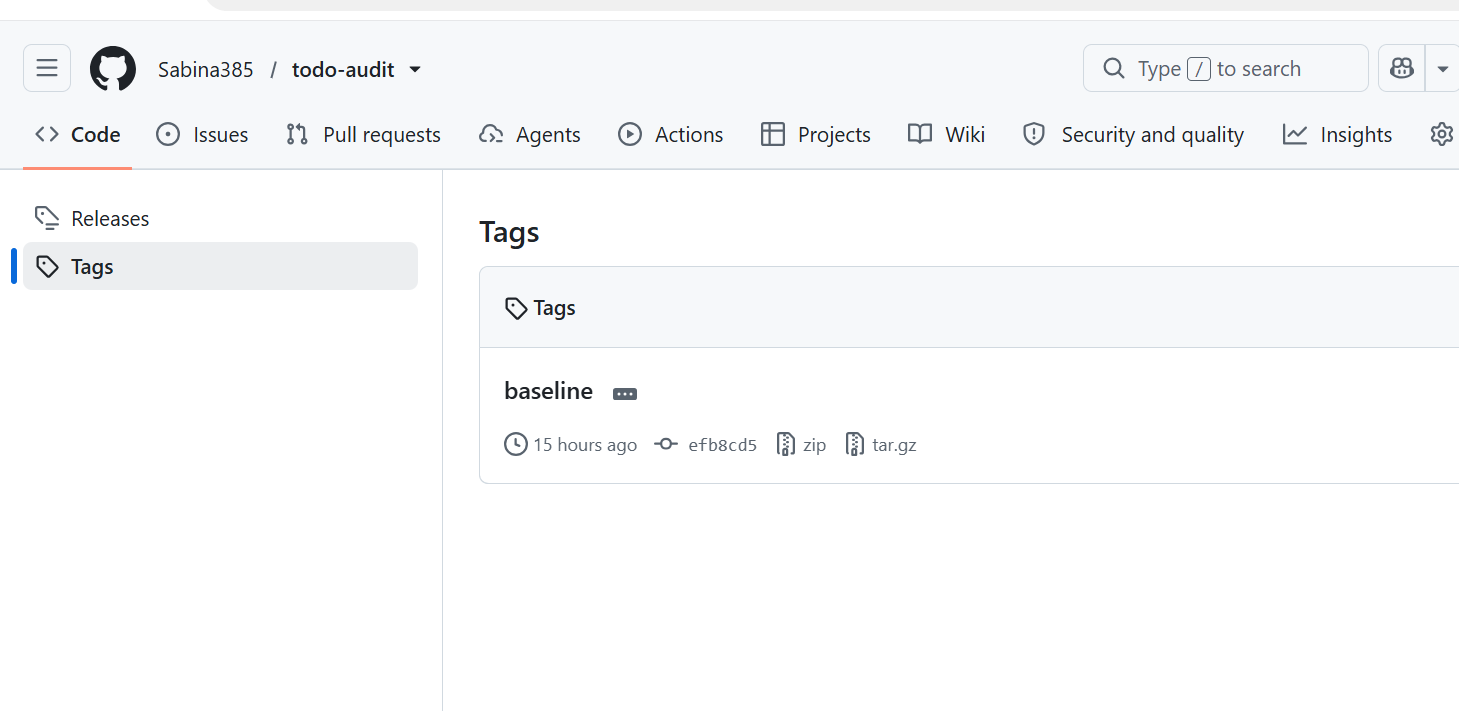 Sabina385 / todo-audit
Type / to search
Code Issues Pull requests Agents Actions Projects Wiki Security and quality Insights
Releases
Tags
Tags
Tags
baseline
15 hours ago efb8cd5 zip tar.gz